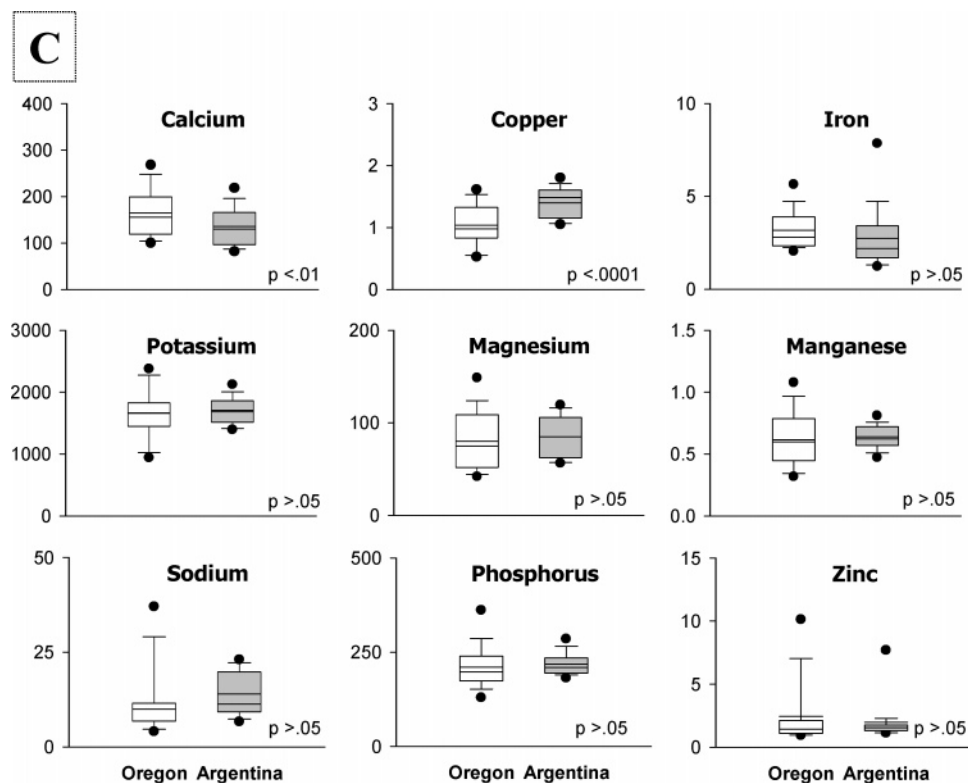 C
Calcium
400
300
200
100
0
p <.01
Copper
3
2
1
0
p <.0001
Iron
10
5
0
p >.05
Potassium
3000
2000
1000
0
p >.05
Magnesium
200
100
0
p >.05
Manganese
1.5
1.0
0.5
0.0
p >.05
Sodium
50
25
0
p >.05
Oregon Argentina
Phosphorus
500
250
0
p >.05
Oregon Argentina
Zinc
15
10
5
0
p >.05
Oregon Argentina